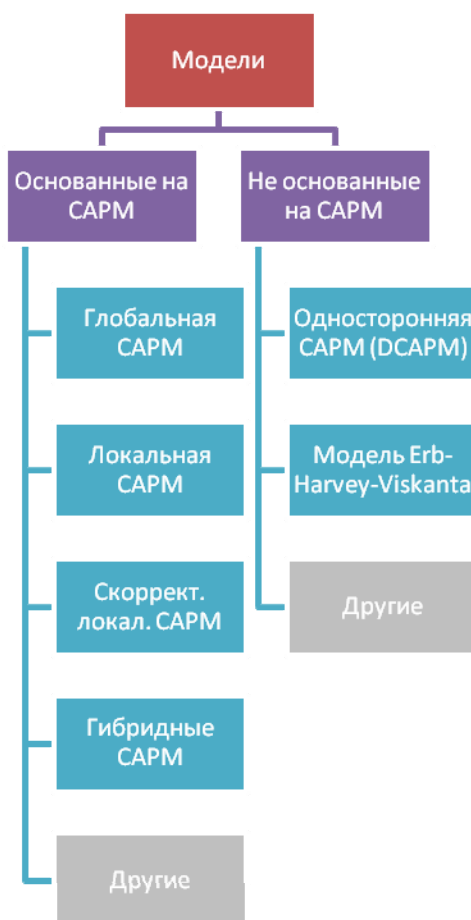 Модели
Основанные на
CAPM
Не основанные
на CAPM
Глобальная
CAPM
Локальная
CAPM
Скоррект.
локал. CAPM
Гибридные
CAPM
Другие
Односторонняя
CAPM (DCAPM)
Модель Erb-
Harvey-Viskanta
Другие